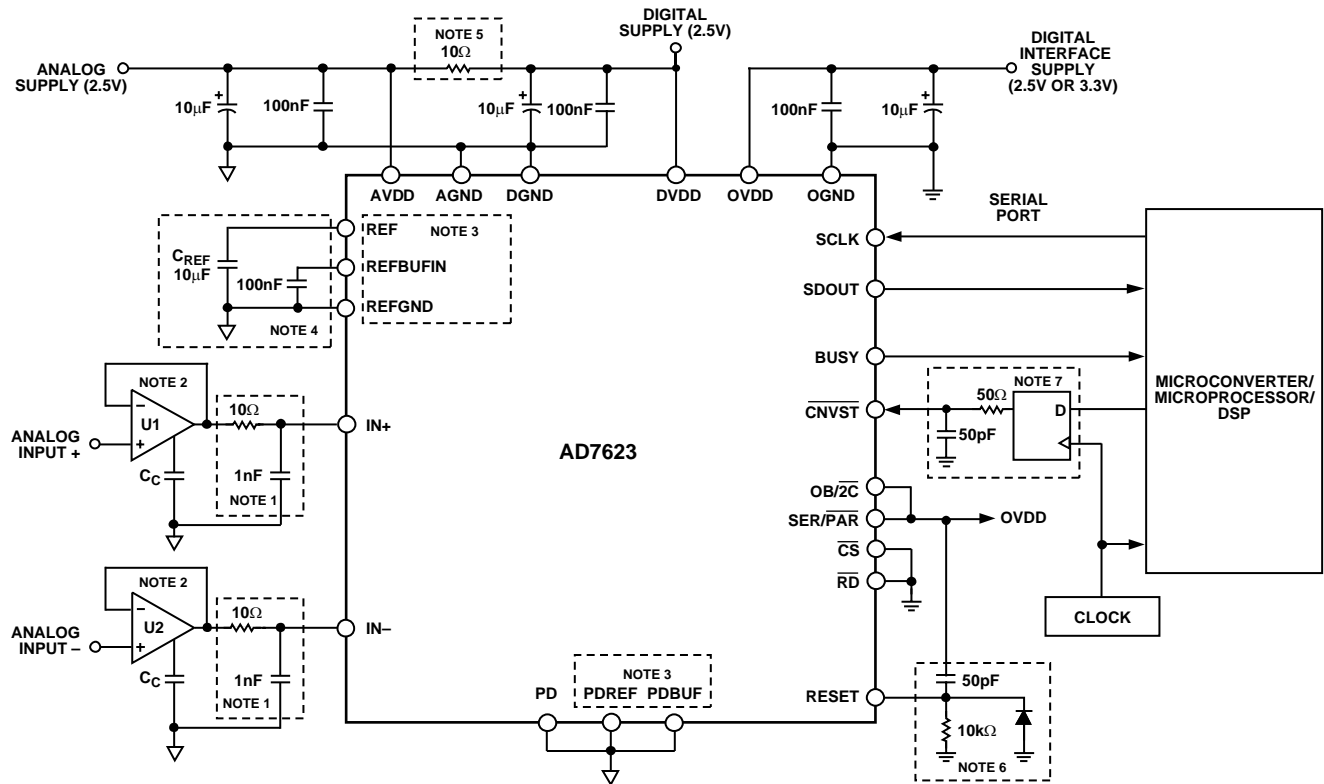 DIGITAL
SUPPLY (2.5V)
NOTE 5
10Ω
DIGITAL
INTERFACE
SUPPLY
(2.5V OR 3.3V)
ANALOG
SUPPLY (2.5V)
+
10μF
100nF
+
10μF
100nF
100nF
+
10μF
AVDD
AGND
DGND
DVDD
OVDD
OGND
SERIAL
PORT
REF
NOTE 3
CREF
10μF
REFBUFIN
100nF
REFGND
NOTE 4
SCLK
SDOUT
BUSY
MICROCONVERTER/
MICROPROCESSOR/
DSP
NOTE 2
–
U1
+
ANALOG
INPUT +
10Ω
IN+
CC
1nF
NOTE 1
AD7623
CNVST
NOTE 7
50Ω
D
50pF
OB/2C
SER/PAR
OVDD
CS
RD
CLOCK
NOTE 2
–
U2
+
ANALOG
INPUT –
10Ω
IN–
CC
1nF
NOTE 1
PD
NOTE 3
PDREF PDBUF
RESET
50pF
10kΩ
NOTE 6